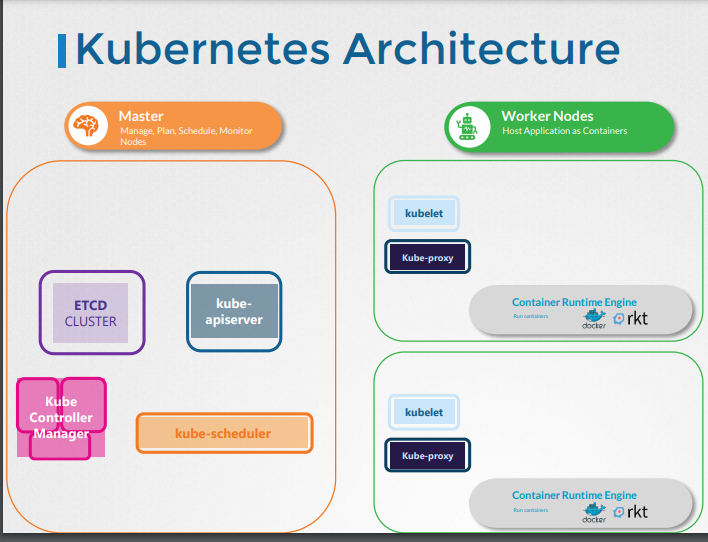 Kubernetes Architecture
Master
Manage, Plan, Schedule, Monitor
Nodes
Worker Nodes
Host Application as Containers
ETCD
CLUSTER
kube-
apiserver
Kube
Controller
Manager
kube-scheduler
kubelet
Kube-proxy
Container Runtime Engine
Run containers
docker
rkt
kubelet
Kube-proxy
Container Runtime Engine
Run containers
docker
rkt